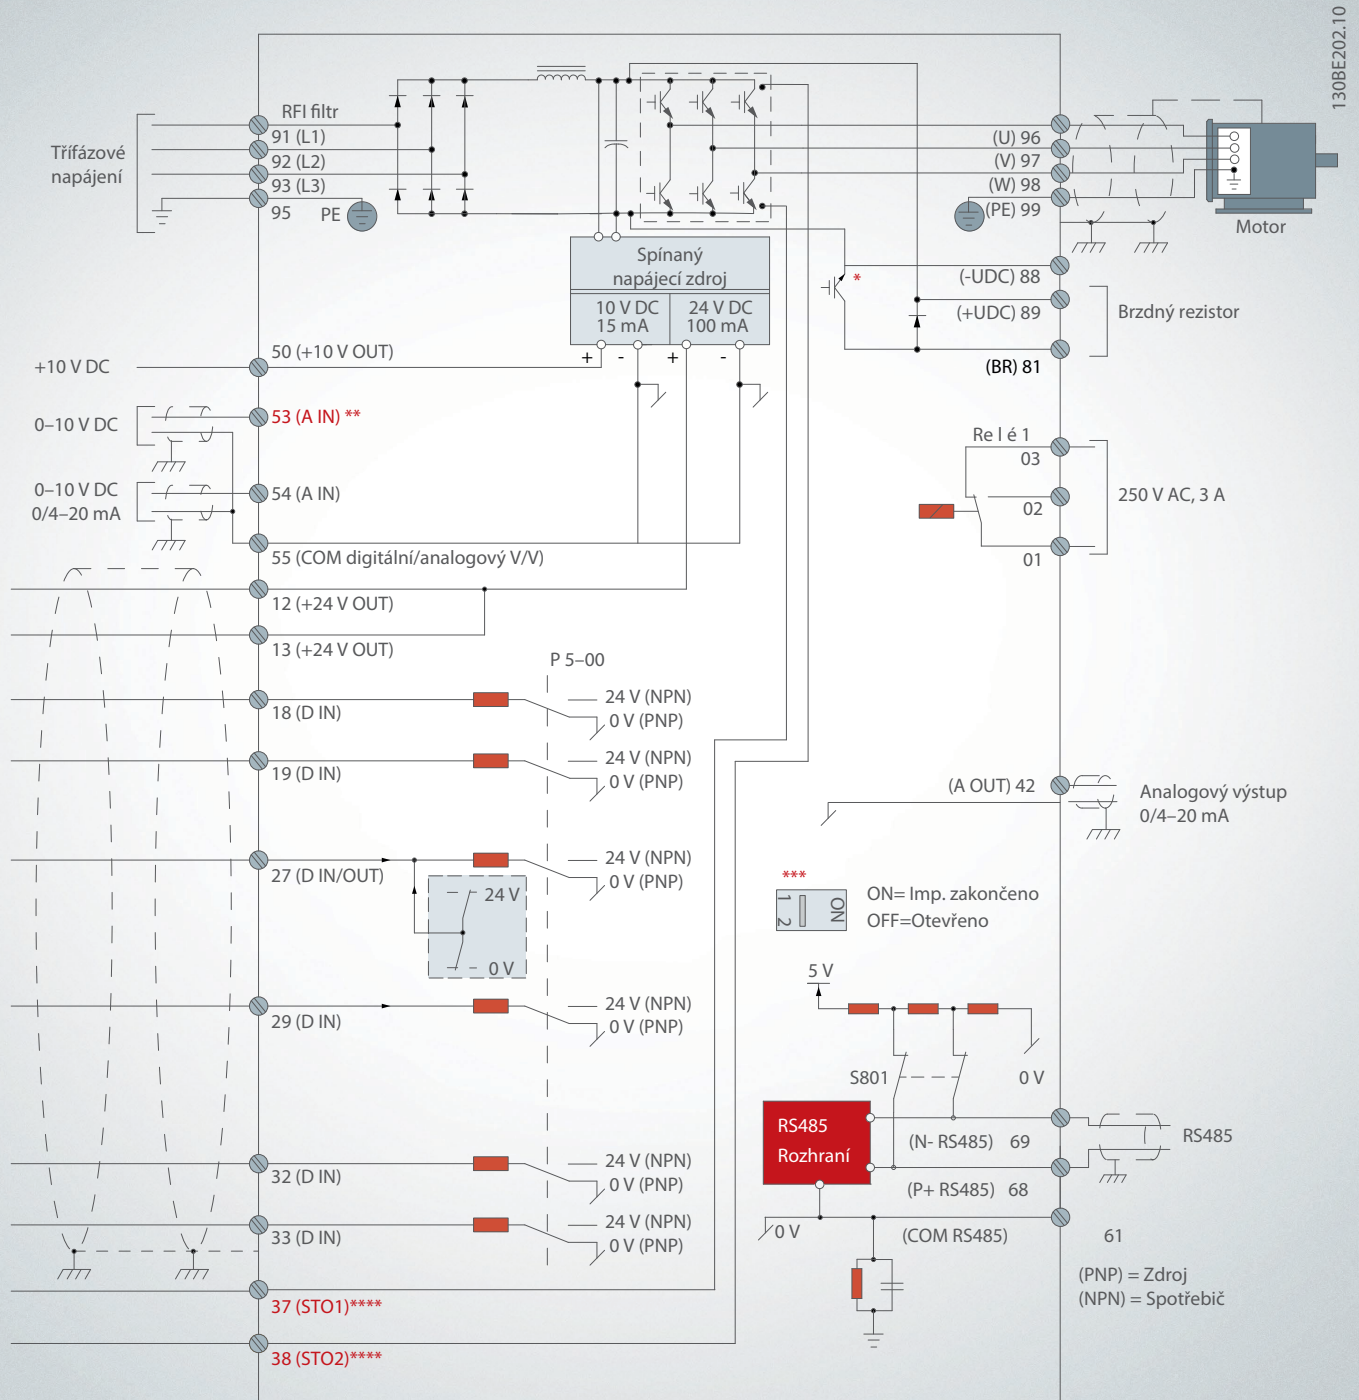 130BE202.10
Třífázové
napájení
RFI filtr
91 (L1)
92 (L2)
93 (L3)
95
PE
(U) 96
(V) 97
(W) 98
(PE) 99
Motor
Spínaný
napájecí zdroj
10 V DC
15 mA
24 V DC
100 mA
+
-
+
-
*
(-UDC) 88
(+UDC) 89
(BR) 81
Brzdný rezistor
+10 V DC
50 (+10 V OUT)
0–10 V DC
53 (A IN) **
0–10 V DC
0/4–20 mA
54 (A IN)
55 (COM digitální/analogový V/V)
Re l é 1
03
02
01
250 V AC, 3 A
12 (+24 V OUT)
13 (+24 V OUT)
P 5–00
18 (D IN)
24 V (NPN)
0 V (PNP)
19 (D IN)
24 V (NPN)
0 V (PNP)
27 (D IN/OUT)
24 V (NPN)
0 V (PNP)
24 V
0 V
29 (D IN)
24 V (NPN)
0 V (PNP)
32 (D IN)
24 V (NPN)
0 V (PNP)
33 (D IN)
24 V (NPN)
0 V (PNP)
37 (STO1)****
38 (STO2)****
(A OUT) 42
Analogový výstup
0/4–20 mA
***
1
2
ON
ON= Imp. zakončeno
OFF=Otevřeno
5 V
S801
0 V
RS485
Rozhraní
(N- RS485) 69
(P+ RS485) 68
RS485
0 V
(COM RS485)
61
(PNP) = Zdroj
(NPN) = Spotřebič